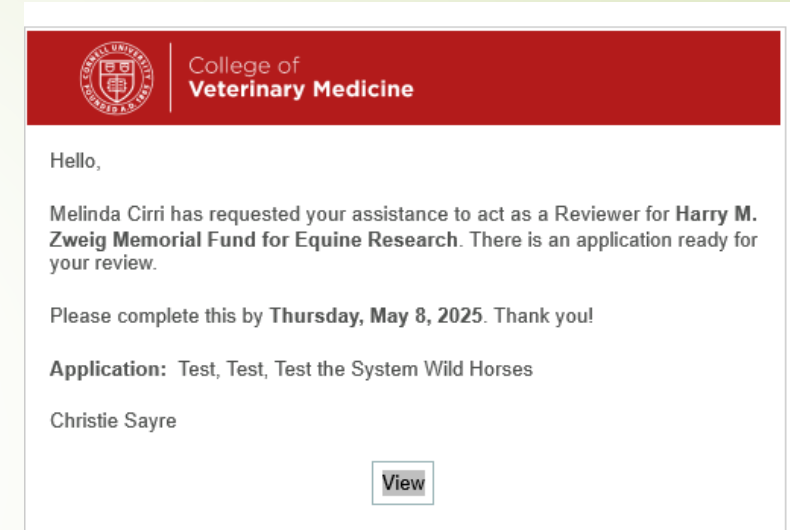 College of
Veterinary Medicine
Hello,
Melinda Cirri has requested your assistance to act as a Reviewer for Harry M.
Zweig Memorial Fund for Equine Research. There is an application ready for
your review.
Please complete this by Thursday, May 8, 2025. Thank you!
Application: Test, Test, Test the System Wild Horses
Christie Sayre
View